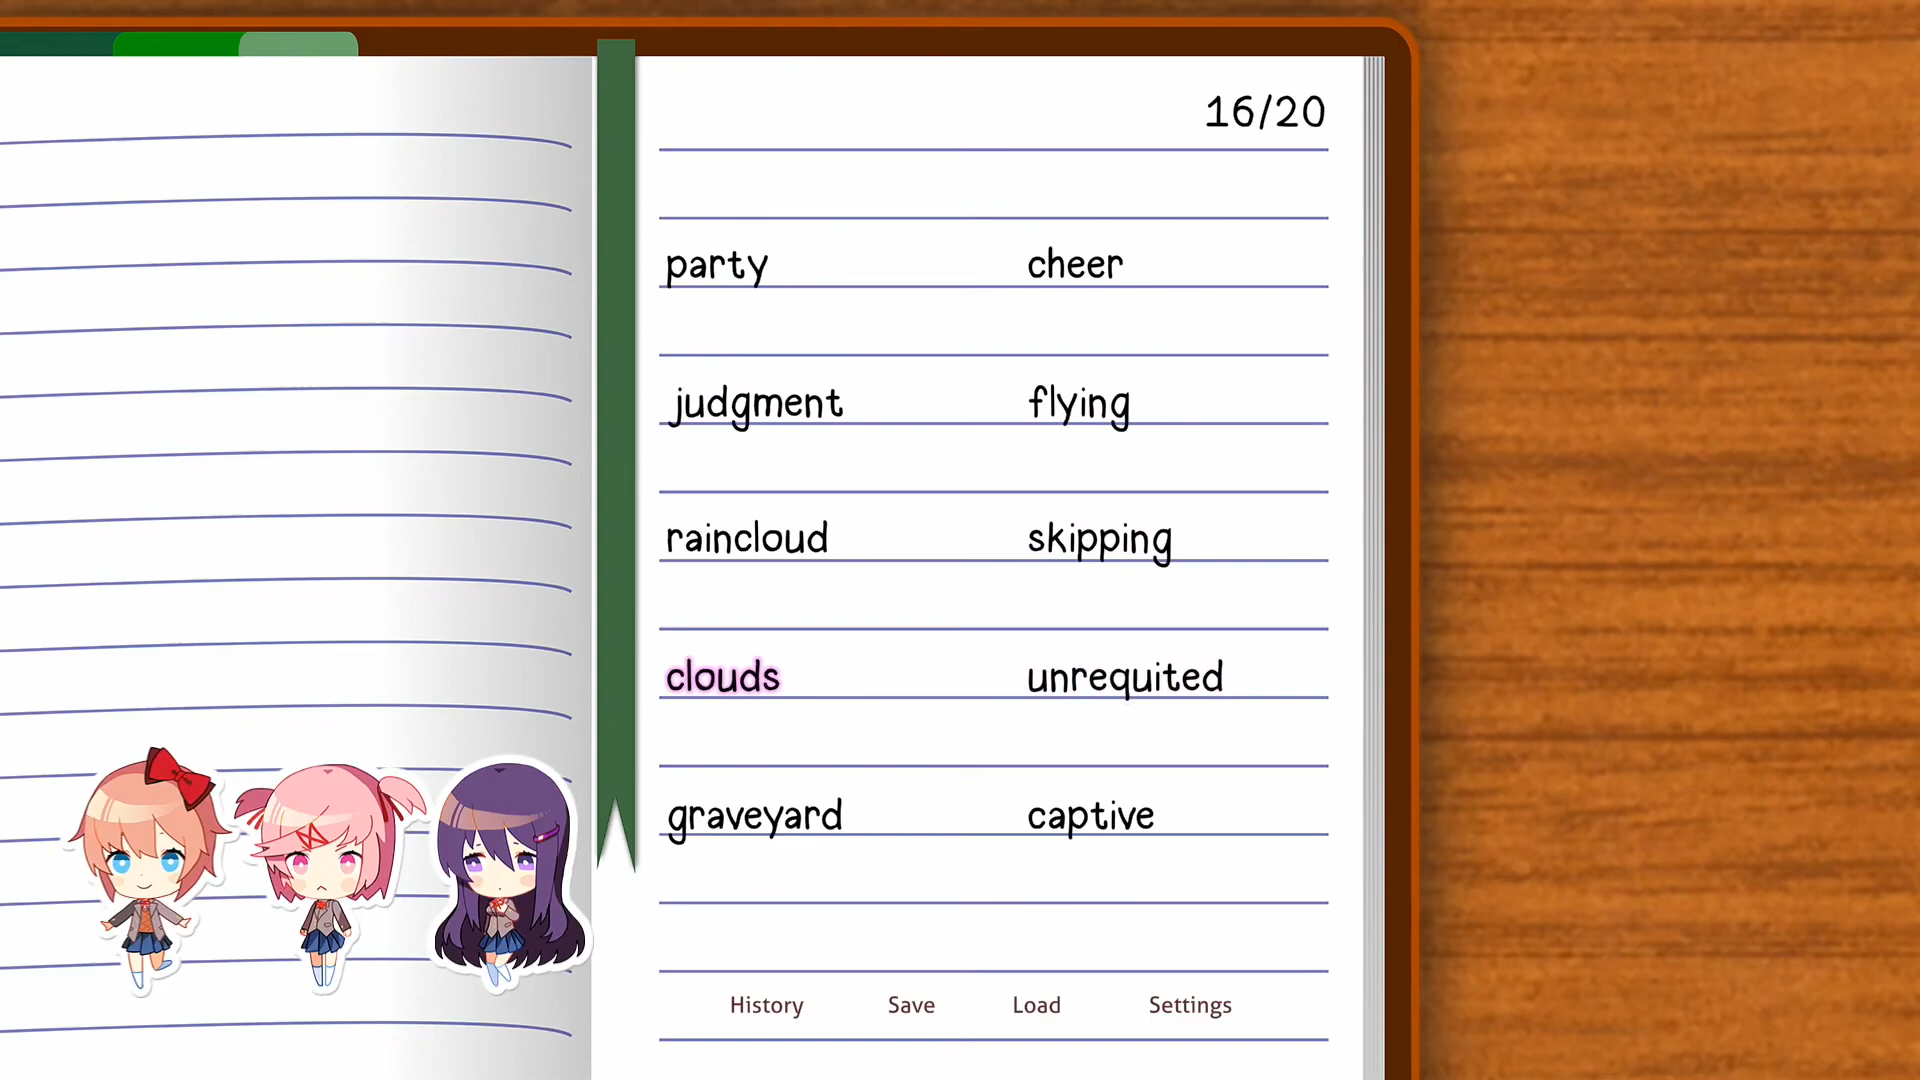 16/20
party cheer
judgment flying
raincloud skipping
clouds unrequited
graveyard captive
History Save Load Settings